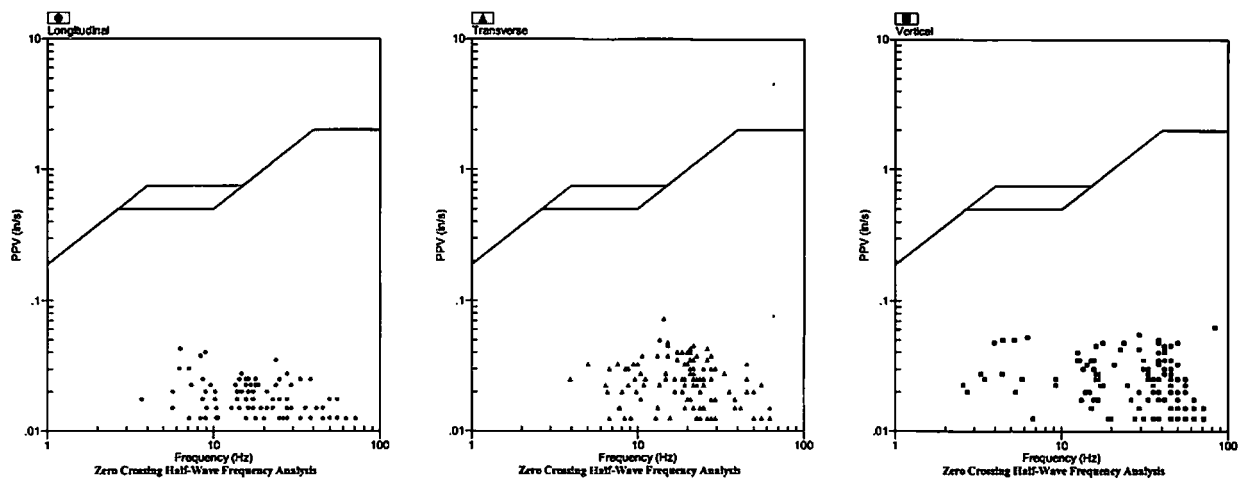 Longitudinal
10
1
.1
.01
PPV (in/s)
1 10 100
Frequency (Hz)
Zero Crossing Half-Wave Frequency Analysis
Transverse
10
1
.1
.01
PPV (in/s)
1 10 100
Frequency (Hz)
Zero Crossing Half-Wave Frequency Analysis
Vertical
10
1
.1
.01
PPV (in/s)
1 10 100
Frequency (Hz)
Zero Crossing Half-Wave Frequency Analysis